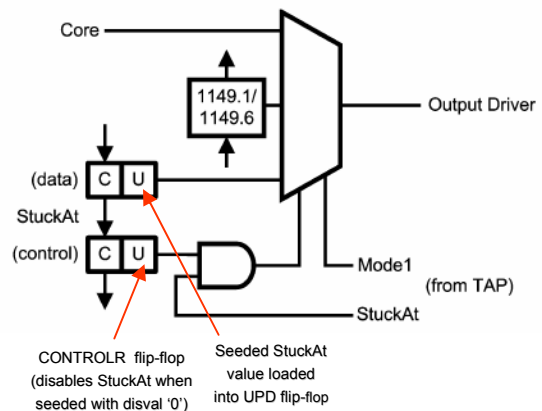 Core
1149.1/
1149.6
Output Driver
(data)
C U
StuckAt
(control)
C U
Mode1
(from TAP)
StuckAt
CONTROLR flip-flop
(disables StuckAt when
seeded with disval ‘0’)
Seeded StuckAt
value loaded
into UPD flip-flop